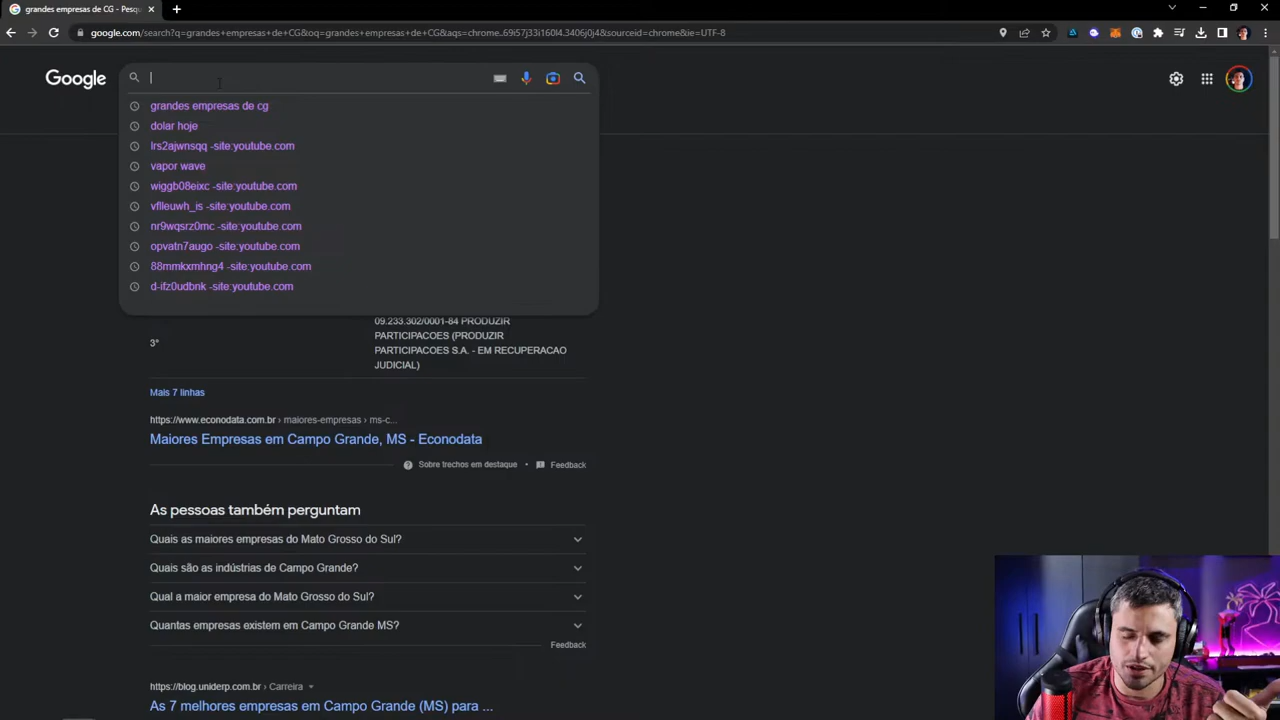 grandes empresas de CG - Pesqu
google.com/search?q=grandes+empresas+de+CG&oq=grandes+empresas+de+CG&aqs=chrome..69i57j33i160l4.3406j0j4&sourceid=chrome&ie=UTF-8
Google
grandes empresas de cg
dolar hoje
lrs2ajwnsqq -site:youtube.com
vapor wave
wiggb08eixc -site:youtube.com
vflleuwh_is -site:youtube.com
nr9wqsrz0mc -site:youtube.com
opvatn7augo -site:youtube.com
88mmkxmhng4 -site:youtube.com
d-ifz0udbnk -site:youtube.com
09.233.302/0001-84 PRODUZIR
PARTICIPACOES (PRODUZIR
3°
PARTICIPACOES S.A. - EM RECUPERACAO
JUDICIAL)
Mais 7 linhas
https://www.econodata.com.br › maiores-empresas › ms-c...
Maiores Empresas em Campo Grande, MS - Econodata
Sobre trechos em destaque • Feedback
As pessoas também perguntam
Quais as maiores empresas do Mato Grosso do Sul?
Quais são as indústrias de Campo Grande?
Qual a maior empresa do Mato Grosso do Sul?
Quantas empresas existem em Campo Grande MS?
Feedback
https://blog.uniderp.com.br › Carreira
As 7 melhores empresas em Campo Grande (MS) para ...